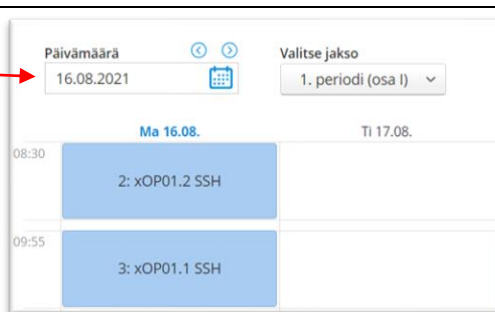 Päivämäärä
Valitse jakso
16.08.2021
1. periodi (osa I)
Ma 16.08.
Ti 17.08.
08:30
2: xOP01.2 SSH
09:55
3: xOP01.1 SSH